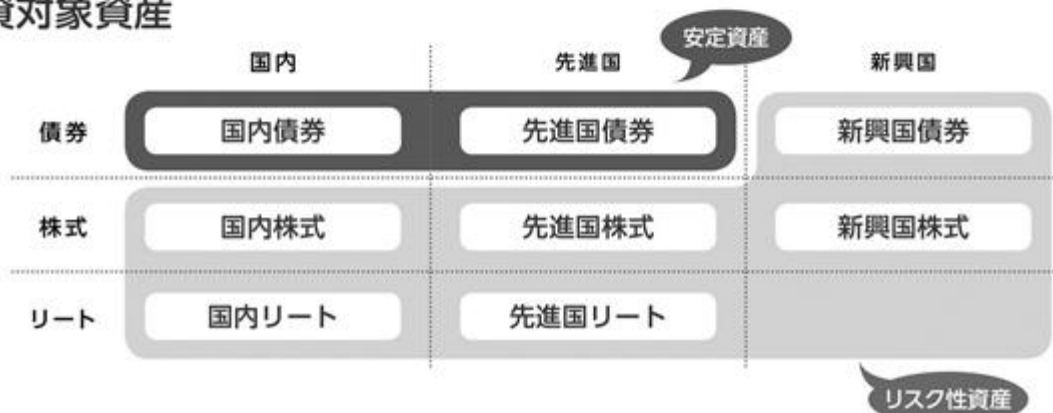 資対象資産
安定資産
国内 先進国 新興国
債券 国内債券 先進国債券 新興国債券
株式 国内株式 先進国株式 新興国株式
リート 国内リート 先進国リート
リスク性資産